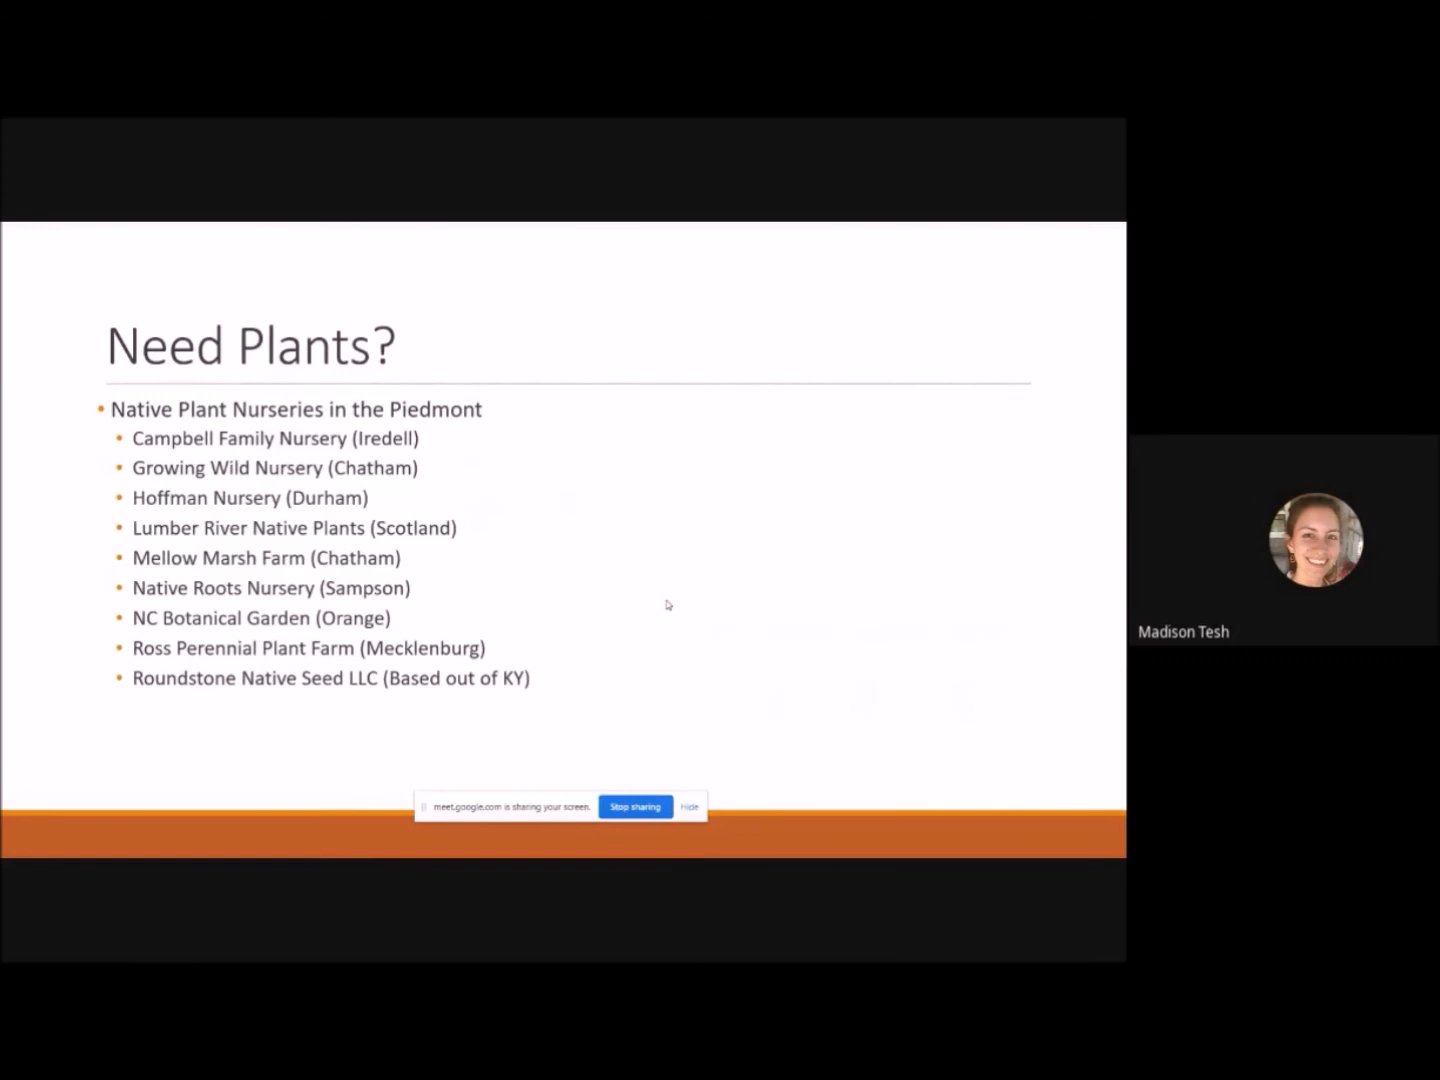 Need Plants?
• Native Plant Nurseries in the Piedmont
• Campbell Family Nursery (Iredell)
• Growing Wild Nursery (Chatham)
• Hoffman Nursery (Durham)
• Lumber River Native Plants (Scotland)
• Mellow Marsh Farm (Chatham)
• Native Roots Nursery (Sampson)
• NC Botanical Garden (Orange)
• Ross Perennial Plant Farm (Mecklenburg)
• Roundstone Native Seed LLC (Based out of KY)
meet.google.com is sharing your screen. Stop sharing Hide
Madison Tesh